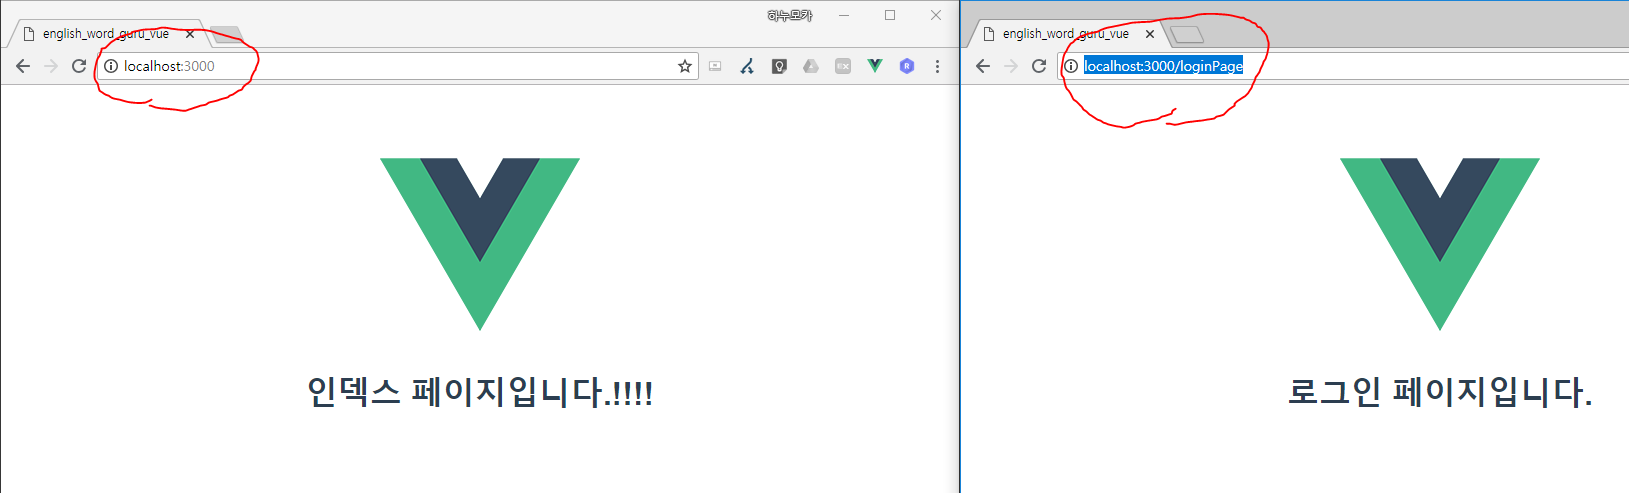 하누모카
english_word_guru_vue
localhost:3000
인덱스 페이지입니다.!!!!
english_word_guru_vue
localhost:3000/loginPage
로그인 페이지입니다.